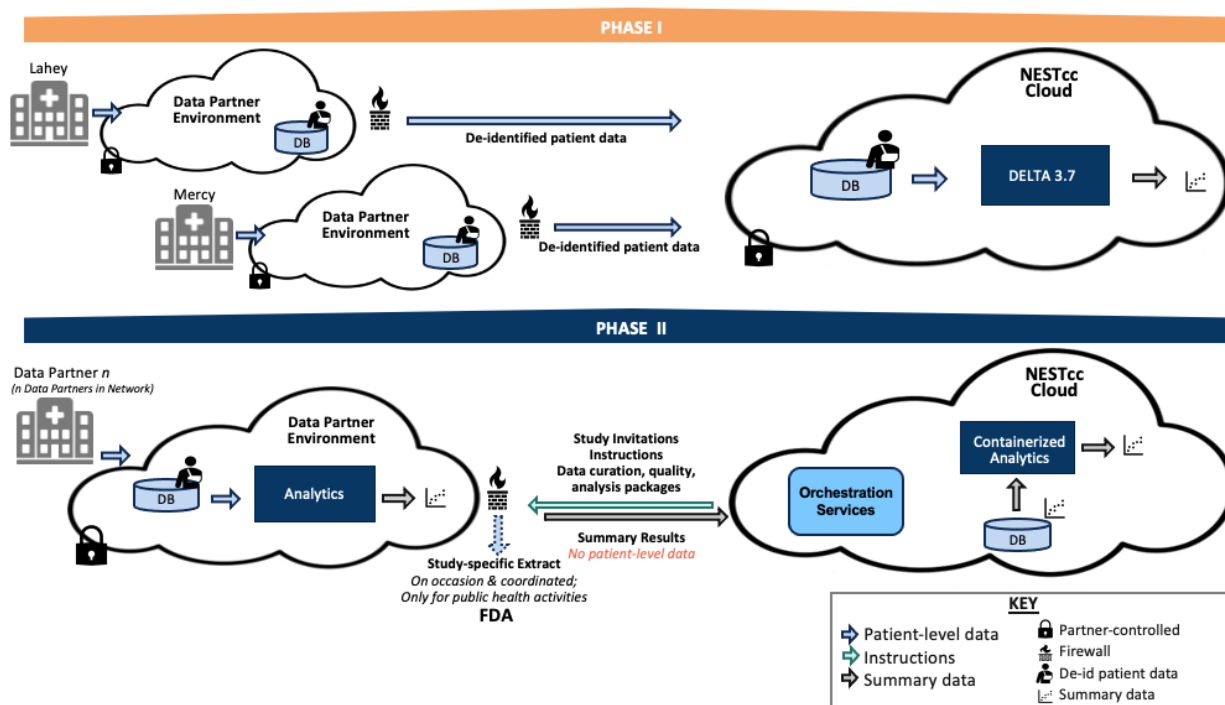 PHASE I
Lahey
Data Partner
Environment
DB
De-identified patient data
NESTcc
Cloud
DB
DELTA 3.7
Mercy
Data Partner
Environment
DB
De-identified patient data
PHASE II
Data Partner n
(n Data Partners in Network)
Data Partner
Environment
DB
Analytics
Study Invitations
Instructions
Data curation, quality,
analysis packages
Summary Results
No patient-level data
Study-specific Extract
On occasion & coordinated;
Only for public health activities
FDA
NESTcc
Cloud
Orchestration
Services
Containerized
Analytics
DB
KEY
Patient-level data
Instructions
Summary data
Partner-controlled
Firewall
De-id patient data
Summary data